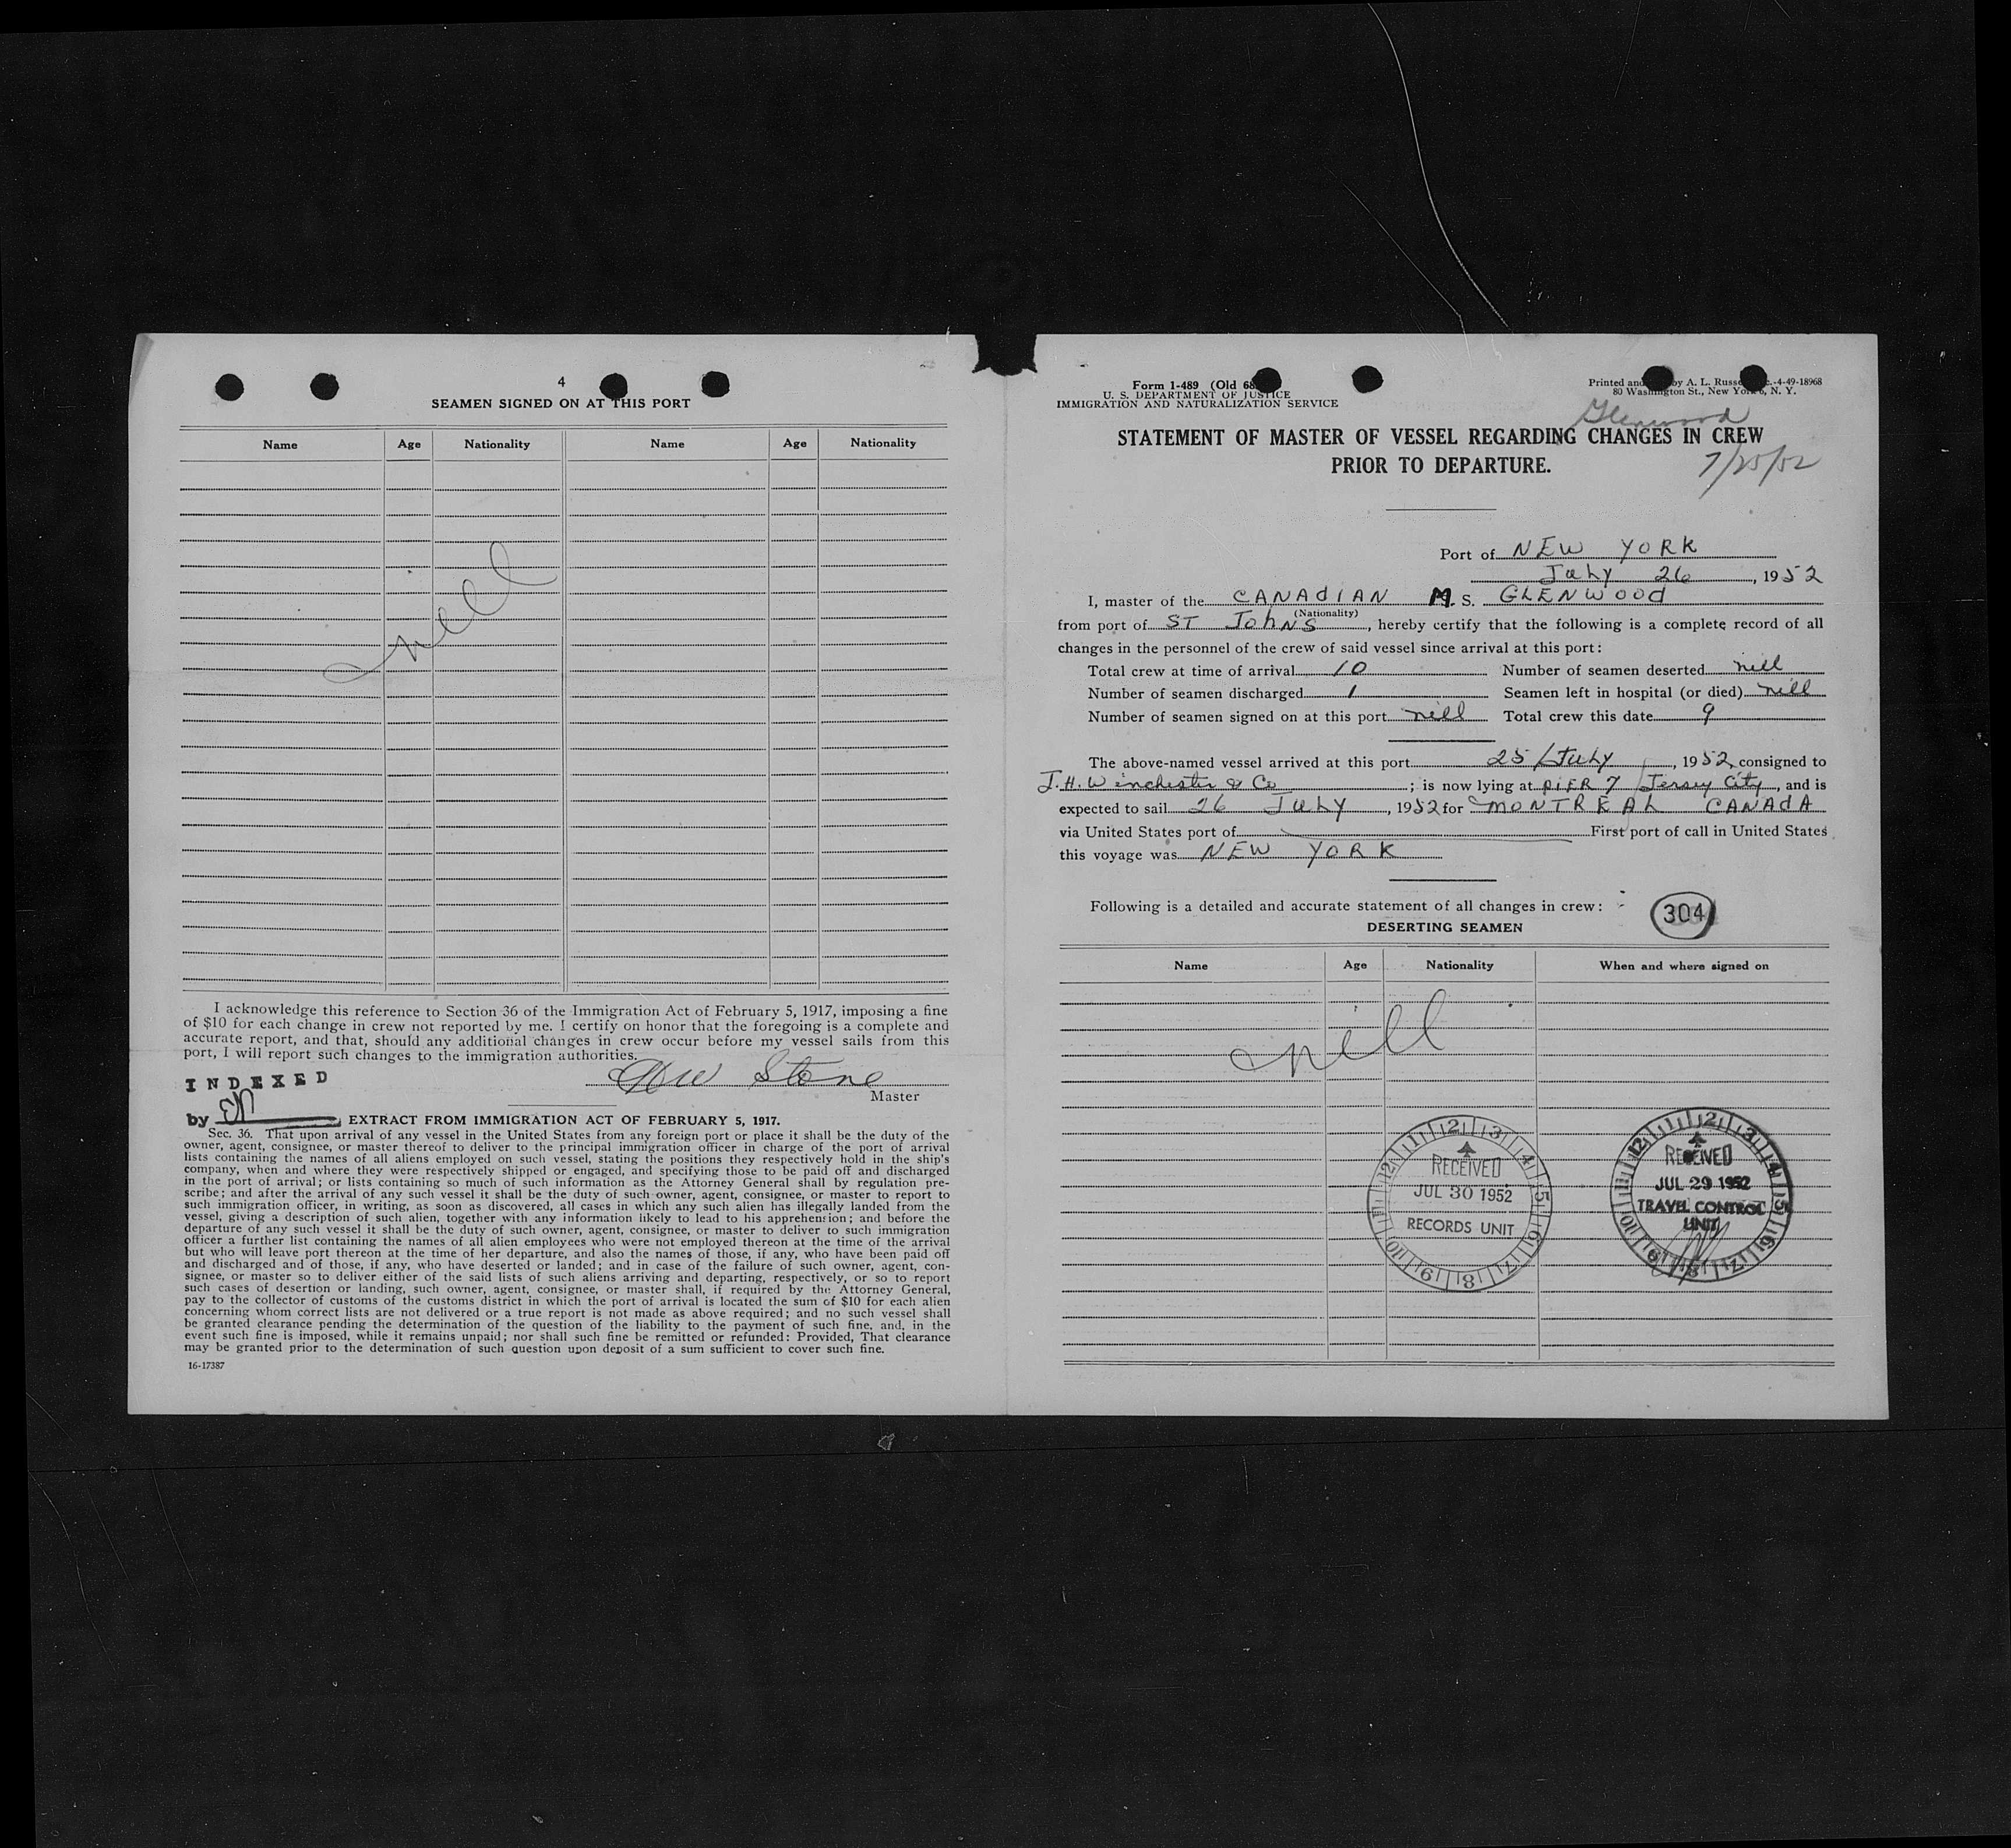 4
SEAMEN SIGNED ON AT THIS PORT
Name Age Nationality Name Age Nationality
nill
I acknowledge this reference to Section 36 of the Immigration Act of February 5, 1917, imposing a fine
of $10 for each change in crew not reported by me. I certify on honor that the foregoing is a complete and
accurate report, and that, should any additional changes in crew occur before my vessel sails from this
port, I will report such changes to the immigration authorities.
Stone
Master
INDEXED
by
EXTRACT FROM IMMIGRATION ACT OF FEBRUARY 5, 1917.
Sec. 36. That upon arrival of any vessel in the United States from any foreign port or place it shall be the duty of the
owner, agent, consignee, or master thereof to deliver to the principal immigration officer in charge of the port of arrival
lists containing the names of all aliens employed on such vessel, stating the positions they respectively hold in the ship's
company, when and where they were respectively shipped or engaged, and specifying those to be paid off and discharged
in the port of arrival; or lists containing so much of such information as the Attorney General shall by regulation pre-
scribe; and after the arrival of any such vessel it shall be the duty of such owner, agent, consignee, or master to report to
such immigration officer, in writing, as soon as discovered, all cases in which any such alien has illegally landed from the
vessel, giving a description of such alien, together with any information likely to lead to his apprehension; and before the
departure of any such vessel it shall be the duty of such owner, agent, consignee, or master to deliver to such immigration
officer a further list containing the names of all alien employees who were not employed thereon at the time of the arrival
but who will leave port thereon at the time of her departure, and also the names of those, if any, who have been paid off
and discharged and of those, if any, who have deserted or landed; and in case of the failure of such owner, agent, con-
signee, or master so to deliver either of the said lists of such aliens arriving and departing, respectively, or so to report
such cases of desertion or landing, such owner, agent, consignee, or master shall, if required by the Attorney General,
pay to the collector of customs of the customs district in which the port of arrival is located the sum of $10 for each alien
concerning whom correct lists are not delivered or a true report is not made as above required; and no such vessel shall
be granted clearance pending the determination of the question of the liability to the payment of such fine, and, in the
event such fine is imposed, while it remains unpaid; nor shall such fine be remitted or refunded: Provided, That clearance
may be granted prior to the determination of such question upon deposit of a sum sufficient to cover such fine.
16-17387
Form 1-489 (Old 68
U. S. DEPARTMENT OF JUSTICE
IMMIGRATION AND NATURALIZATION SERVICE
Printed and by A. L. Russe c.-4-49-18968
80 Washington St., New York 6, N. Y.
Glenwood
STATEMENT OF MASTER OF VESSEL REGARDING CHANGES IN CREW
PRIOR TO DEPARTURE.
7/25/52
Port of NEW YORK
July 26, 1952
I, master of the CANADIAN M. S. GLENWOOD
(Nationality)
from port of ST JOHNS, hereby certify that the following is a complete record of all
changes in the personnel of the crew of said vessel since arrival at this port:
Total crew at time of arrival 10 Number of seamen deserted nill
Number of seamen discharged 1 Seamen left in hospital (or died) nill
Number of seamen signed on at this port nill Total crew this date 9
The above-named vessel arrived at this port 25/July, 1952, consigned to
J.H. Winchester & Co; is now lying at PIER 7 Jersey City, and is
expected to sail 26 JULY, 1952 for MONTREAL CANADA
via United States port of First port of call in United States
this voyage was NEW YORK
Following is a detailed and accurate statement of all changes in crew:
304
DESERTING SEAMEN
Name Age Nationality When and where signed on
nill
RECEIVED
JUL 30 1952
RECORDS UNIT
RECEIVED
JUL 29 1952
TRAVEL CONTROL
UNIT